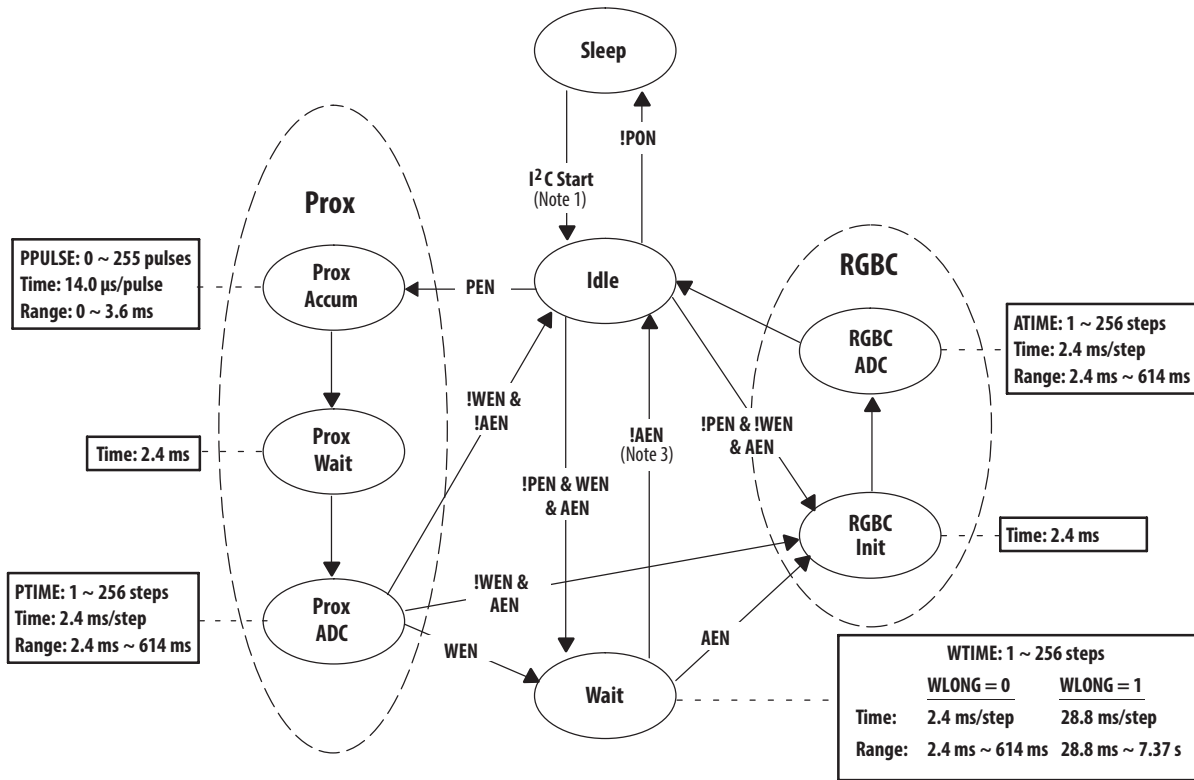 Sleep
!PON
I² C Start
(Note 1)
Prox
PPULSE: 0 ~ 255 pulses
Time: 14.0 µs/pulse
Range: 0 ~ 3.6 ms
Prox
Accum
PEN
Idle
RGBC
RGBC
ADC
ATIME: 1 ~ 256 steps
Time: 2.4 ms/step
Range: 2.4 ms ~ 614 ms
!WEN &
!AEN
Time: 2.4 ms
Prox
Wait
!AEN
(Note 3)
!PEN & !WEN
& AEN
!PEN & WEN
& AEN
RGBC
Init
Time: 2.4 ms
PTIME: 1 ~ 256 steps
Time: 2.4 ms/step
Range: 2.4 ms ~ 614 ms
Prox
ADC
!WEN &
AEN
WEN
AEN
Wait
WTIME: 1 ~ 256 steps
WLONG = 0 WLONG = 1
Time: 2.4 ms/step 28.8 ms/step
Range: 2.4 ms ~ 614 ms 28.8 ms ~ 7.37 s